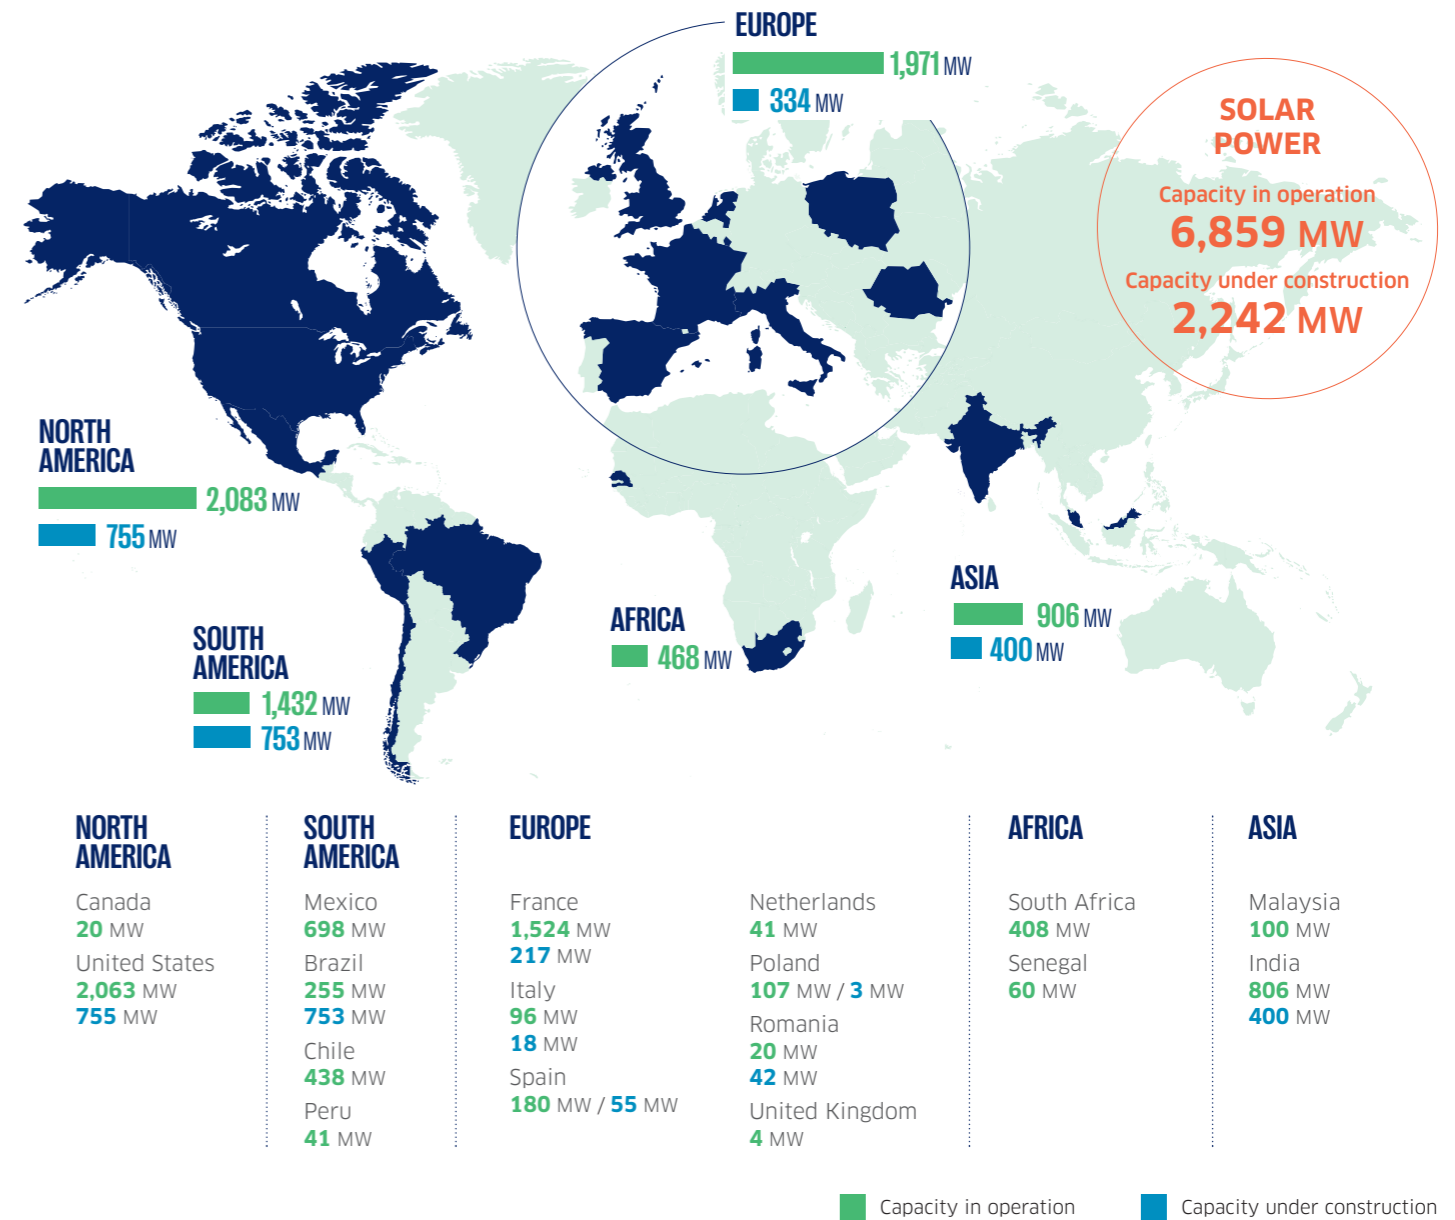 EUROPE
1,971 MW
334 MW
SOLAR
POWER
Capacity in operation
6,859 MW
Capacity under construction
2,242 MW
NORTH
AMERICA
2,083 MW
755 MW
SOUTH
AMERICA
1,432 MW
753 MW
AFRICA
468 MW
ASIA
906 MW
400 MW
NORTH
AMERICA
Canada
20 MW
United States
2,063 MW
755 MW
SOUTH
AMERICA
Mexico
698 MW
Brazil
255 MW
753 MW
Chile
438 MW
Peru
41 MW
EUROPE
France
1,524 MW
217 MW
Italy
96 MW
18 MW
Spain
180 MW / 55 MW
Netherlands
41 MW
Poland
107 MW / 3 MW
Romania
20 MW
42 MW
United Kingdom
4 MW
AFRICA
South Africa
408 MW
Senegal
60 MW
ASIA
Malaysia
100 MW
India
806 MW
400 MW
Capacity in operation
Capacity under construction